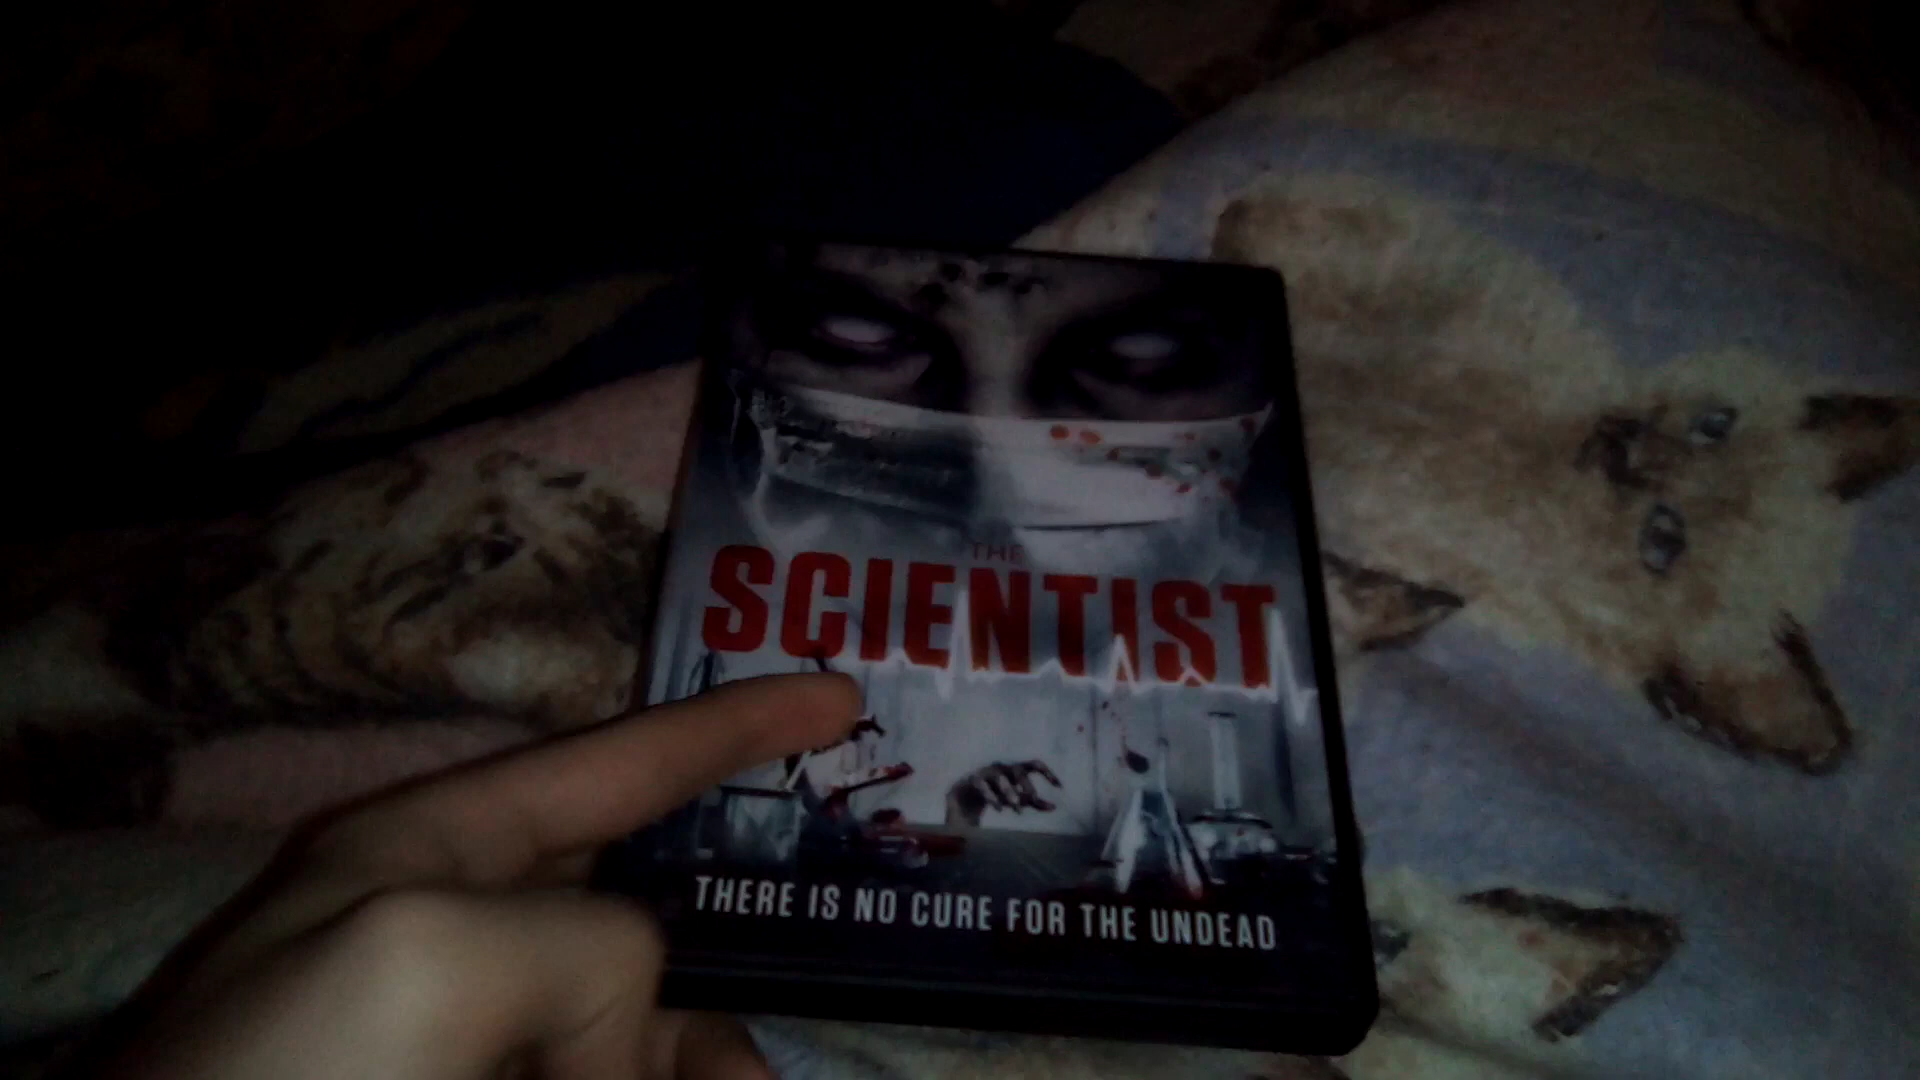 THE
SCIENTIST
THERE IS NO CURE FOR THE UNDEAD